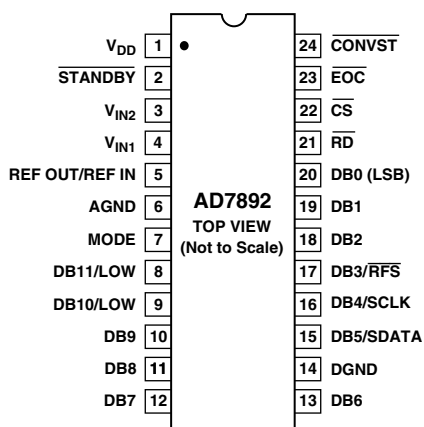 VDD 1
STANDBY 2
VIN2 3
VIN1 4
REF OUT/REF IN 5
AGND 6
MODE 7
DB11/LOW 8
DB10/LOW 9
DB9 10
DB8 11
DB7 12
AD7892
TOP VIEW
(Not to Scale)
24 CONVST
23 EOC
22 CS
21 RD
20 DB0 (LSB)
19 DB1
18 DB2
17 DB3/RFS
16 DB4/SCLK
15 DB5/SDATA
14 DGND
13 DB6